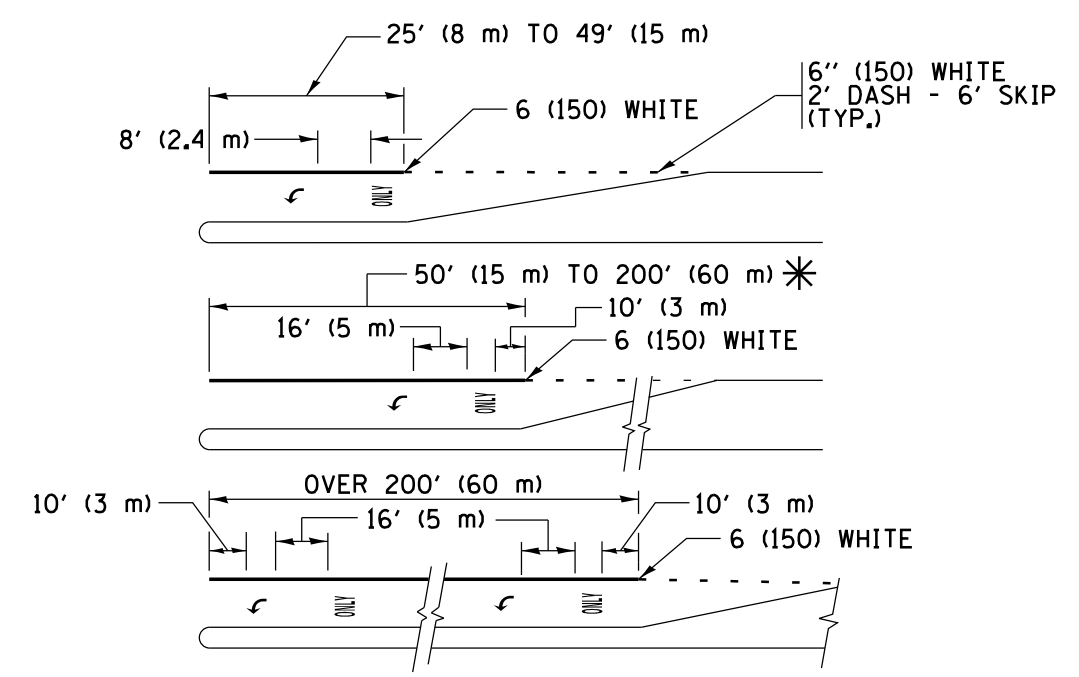 25' (8 m) TO 49' (15 m)
6'' (150) WHITE
2' DASH - 6' SKIP
(TYP.)
6 (150) WHITE
8' (2.4 m)
ONLY
50' (15 m) TO 200' (60 m) ✳
10' (3 m)
16' (5 m)
6 (150) WHITE
ONLY
OVER 200' (60 m)
10' (3 m)
16' (5 m)
10' (3 m)
6 (150) WHITE
ONLY
ONLY